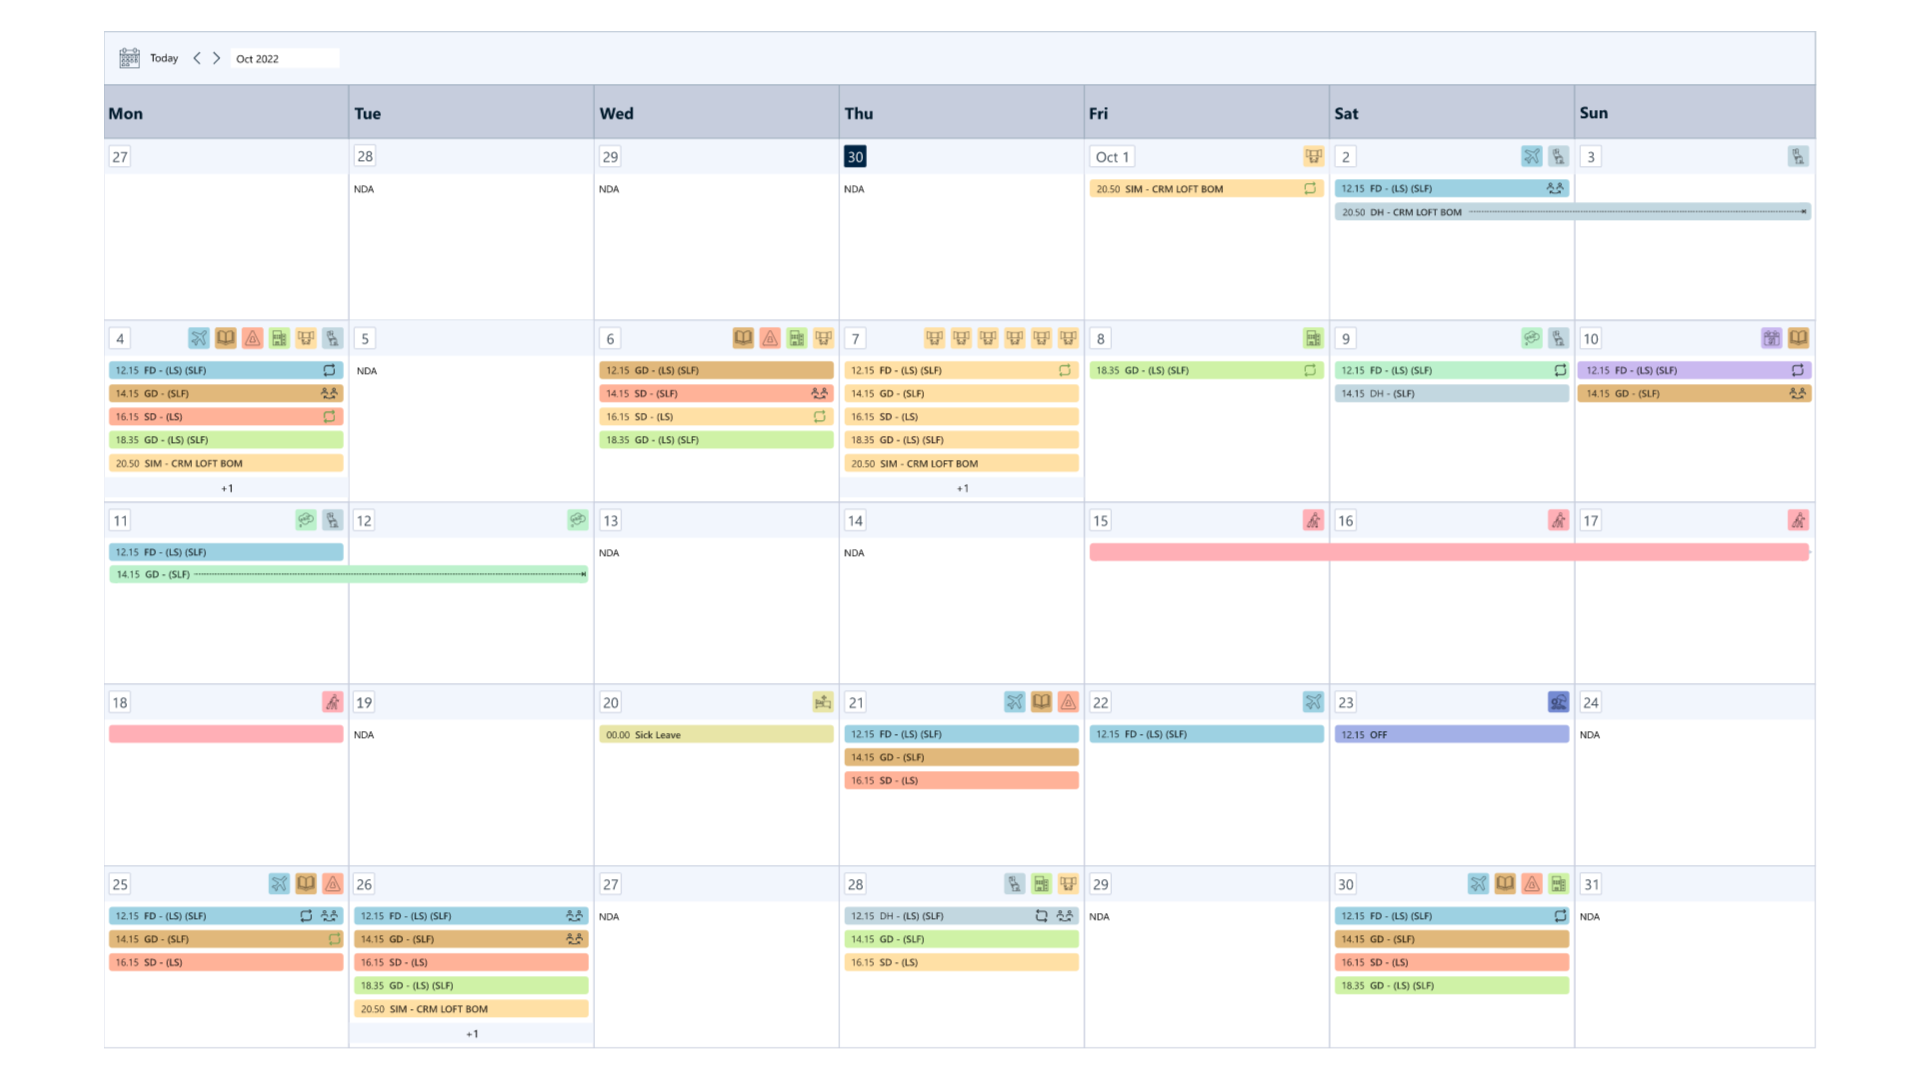 Today Oct 2022
Mon Tue Wed Thu Fri Sat Sun
27 28 29 30 Oct 1 2 3
NDA NDA NDA 20.50 SIM - CRM LOFT BOM 12.15 FD - (LS) (SLF)
20.50 DH - CRM LOFT BOM
4 5 6 7 8 9 10
12.15 FD - (LS) (SLF) NDA 12.15 GD - (LS) (SLF) 12.15 FD - (LS) (SLF) 18.35 GD - (LS) (SLF) 12.15 FD - (LS) (SLF) 12.15 FD - (LS) (SLF)
14.15 GD - (SLF) 14.15 SD - (SLF) 14.15 GD - (SLF) 14.15 DH - (SLF) 14.15 GD - (SLF)
16.15 SD - (LS) 16.15 SD - (LS) 16.15 SD - (LS)
18.35 GD - (LS) (SLF) 18.35 GD - (LS) (SLF) 18.35 GD - (LS) (SLF)
20.50 SIM - CRM LOFT BOM 20.50 SIM - CRM LOFT BOM
+1 +1
11 12 13 14 15 16 17
12.15 FD - (LS) (SLF) NDA NDA
14.15 GD - (SLF)
18 19 20 21 22 23 24
NDA 00.00 Sick Leave 12.15 FD - (LS) (SLF) 12.15 FD - (LS) (SLF) 12.15 OFF NDA
14.15 GD - (SLF)
16.15 SD - (LS)
25 26 27 28 29 30 31
12.15 FD - (LS) (SLF) 12.15 FD - (LS) (SLF) NDA 12.15 DH - (LS) (SLF) NDA 12.15 FD - (LS) (SLF) NDA
14.15 GD - (SLF) 14.15 GD - (SLF) 14.15 GD - (SLF) 14.15 GD - (SLF)
16.15 SD - (LS) 16.15 SD - (LS) 16.15 SD - (LS) 16.15 SD - (LS)
18.35 GD - (LS) (SLF) 18.35 GD - (LS) (SLF)
20.50 SIM - CRM LOFT BOM
+1